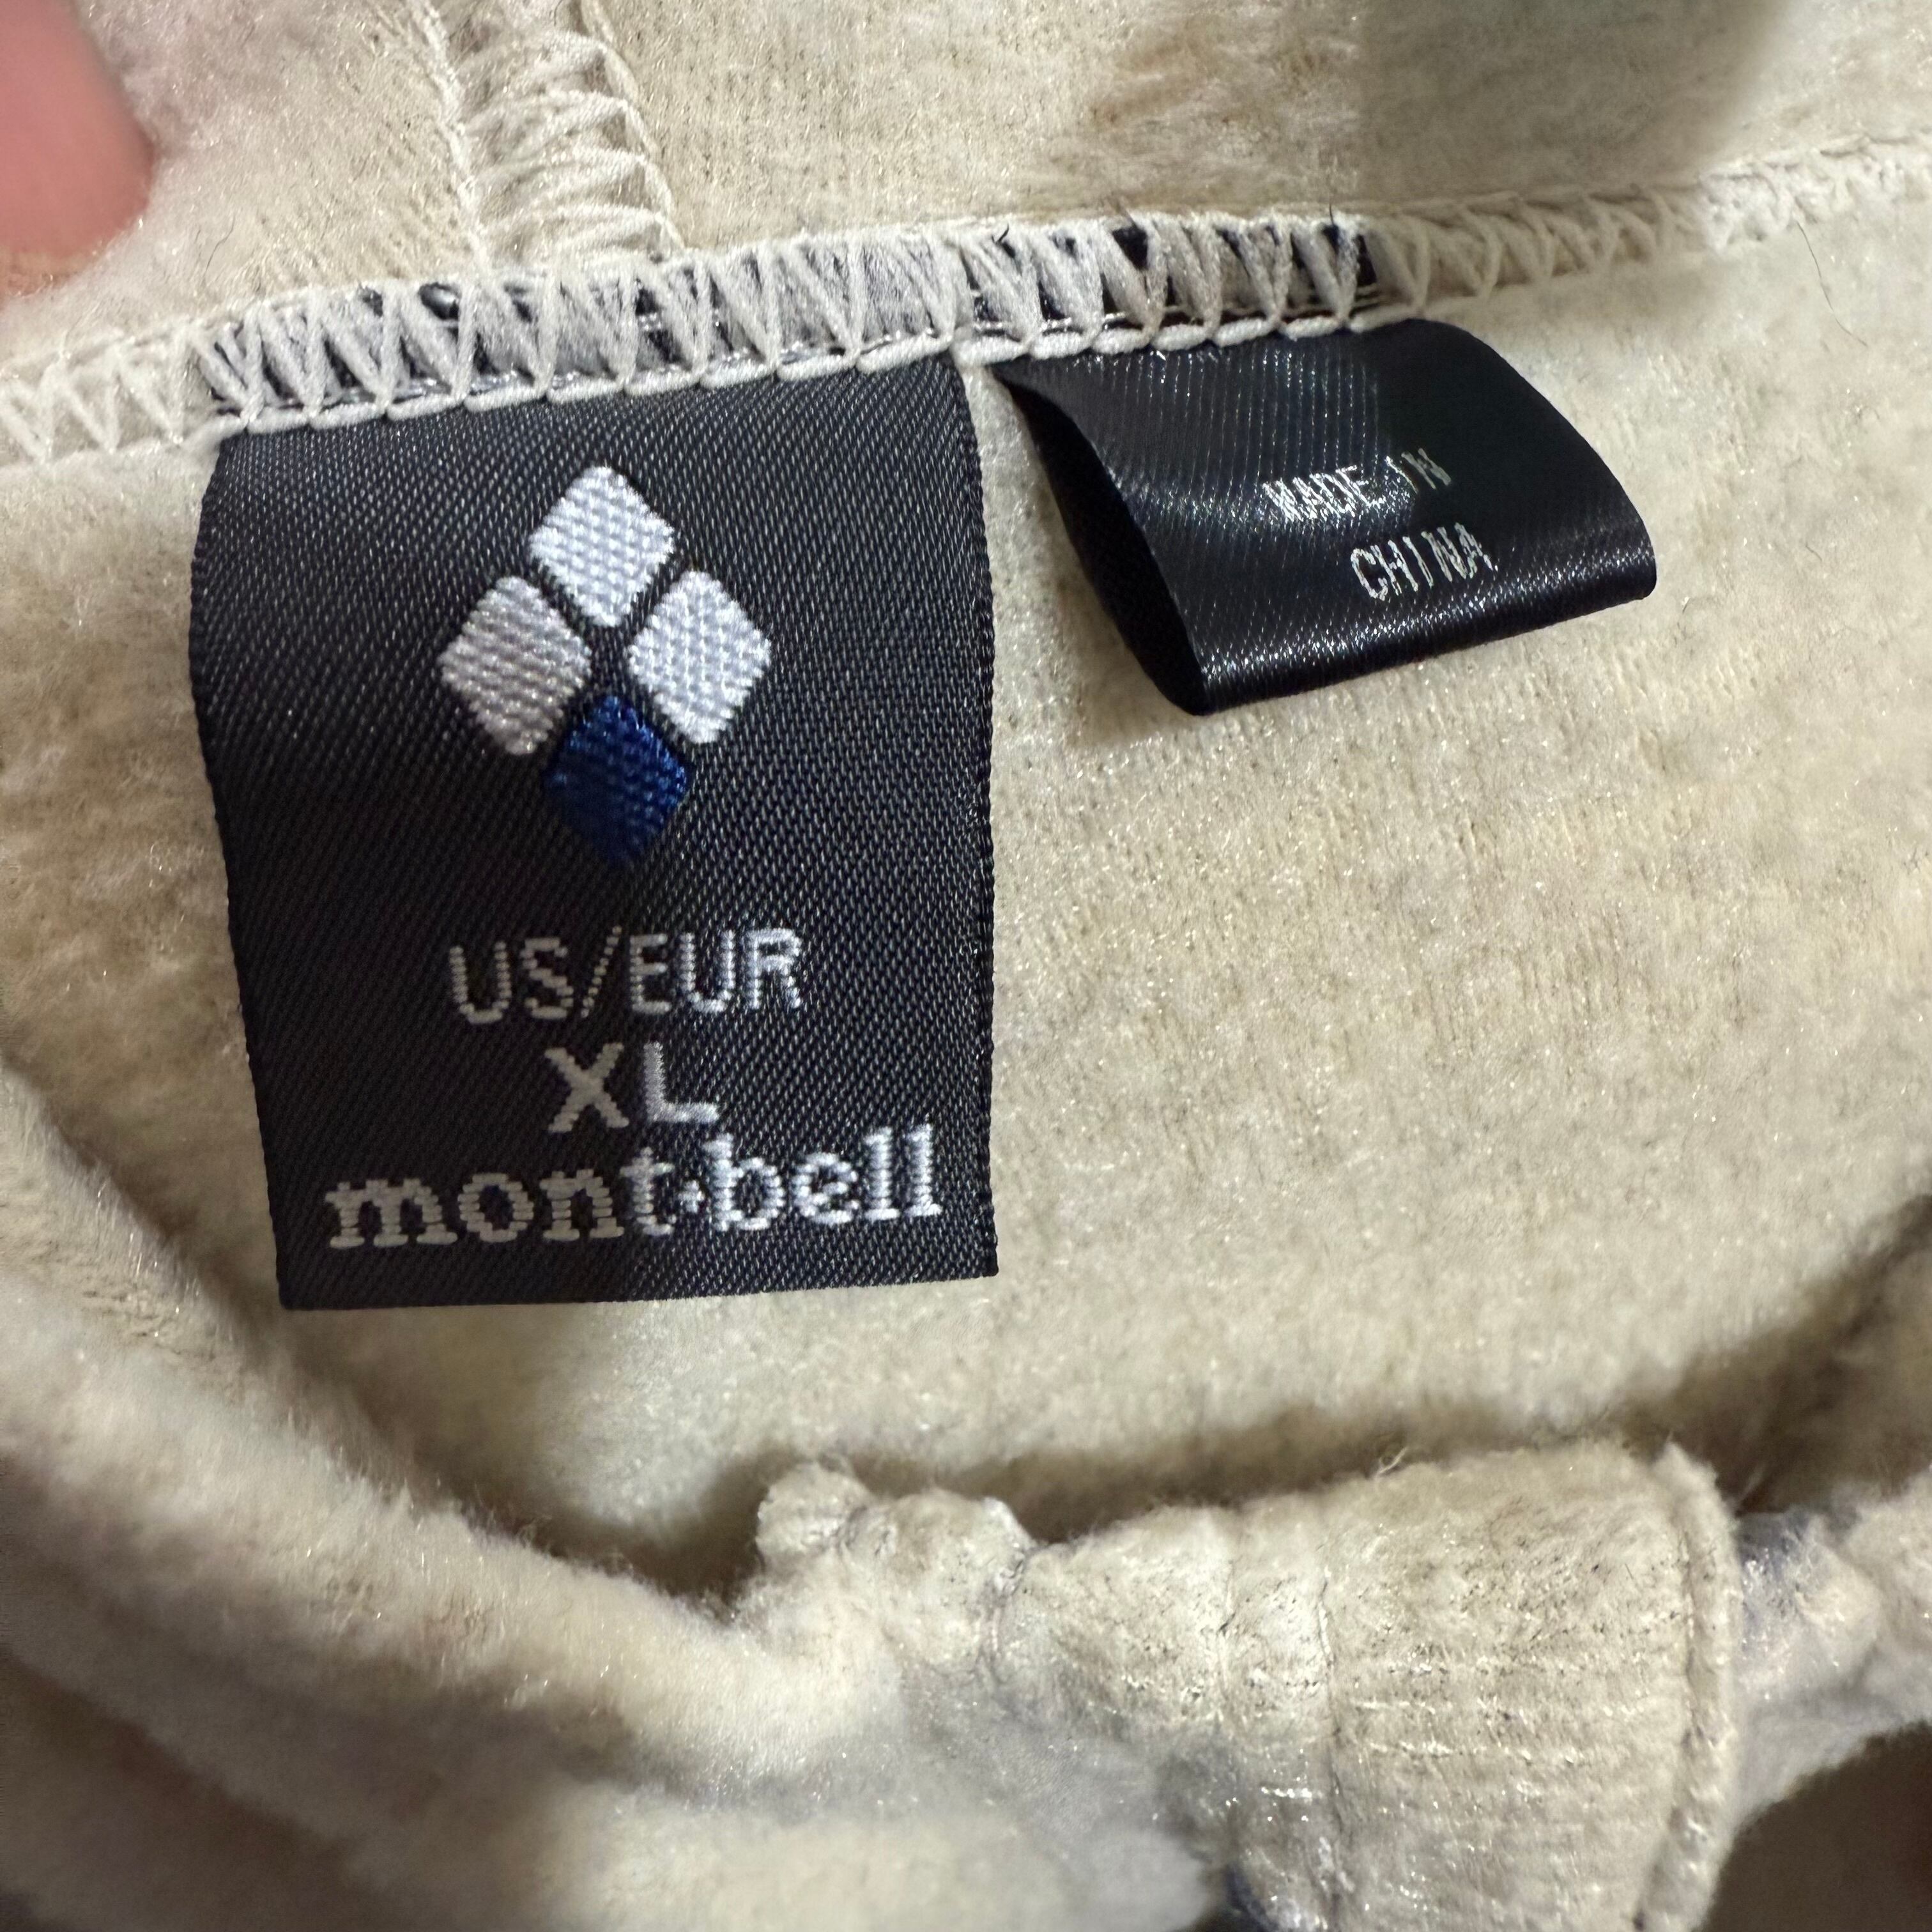 US/EUR
XL
mont·bell
MADE IN
CHINA